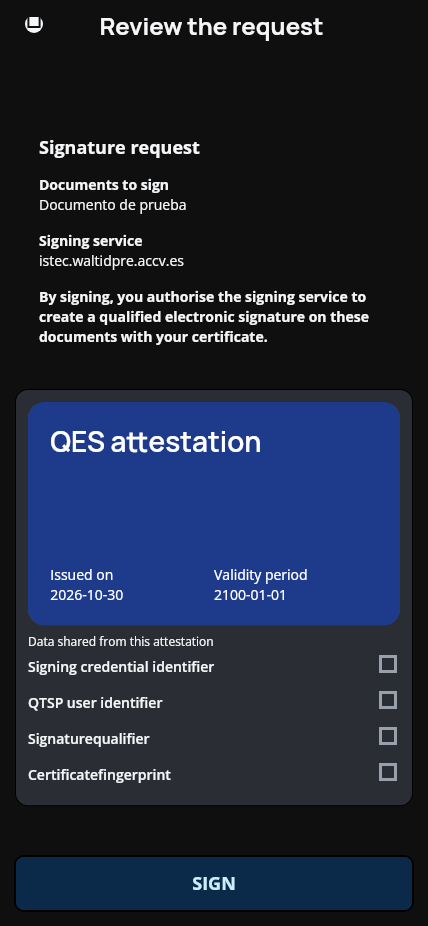 Review the request
Signature request
Documents to sign
Documento de prueba
Signing service
istec.waltidpre.accv.es
By signing, you authorise the signing service to
create a qualified electronic signature on these
documents with your certificate.
QES attestation
Issued on
2026-10-30
Validity period
2100-01-01
Data shared from this attestation
Signing credential identifier
QTSP user identifier
Signaturequalifier
Certificatefingerprint
SIGN